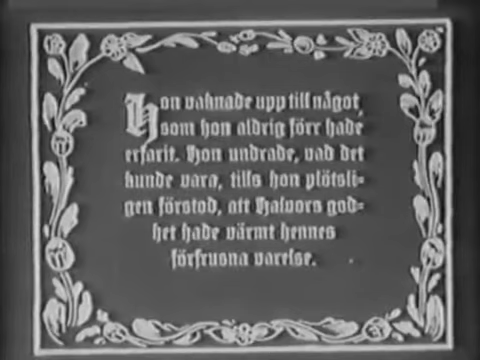 Hon vaknade upp till något,
som hon aldrig förr hade
erfarit. Hon undrade, vad det
kunde vara, tills hon plötsli-
gen förstod, att Halvors god-
het hade värmt hennes
förfrusna varelse.